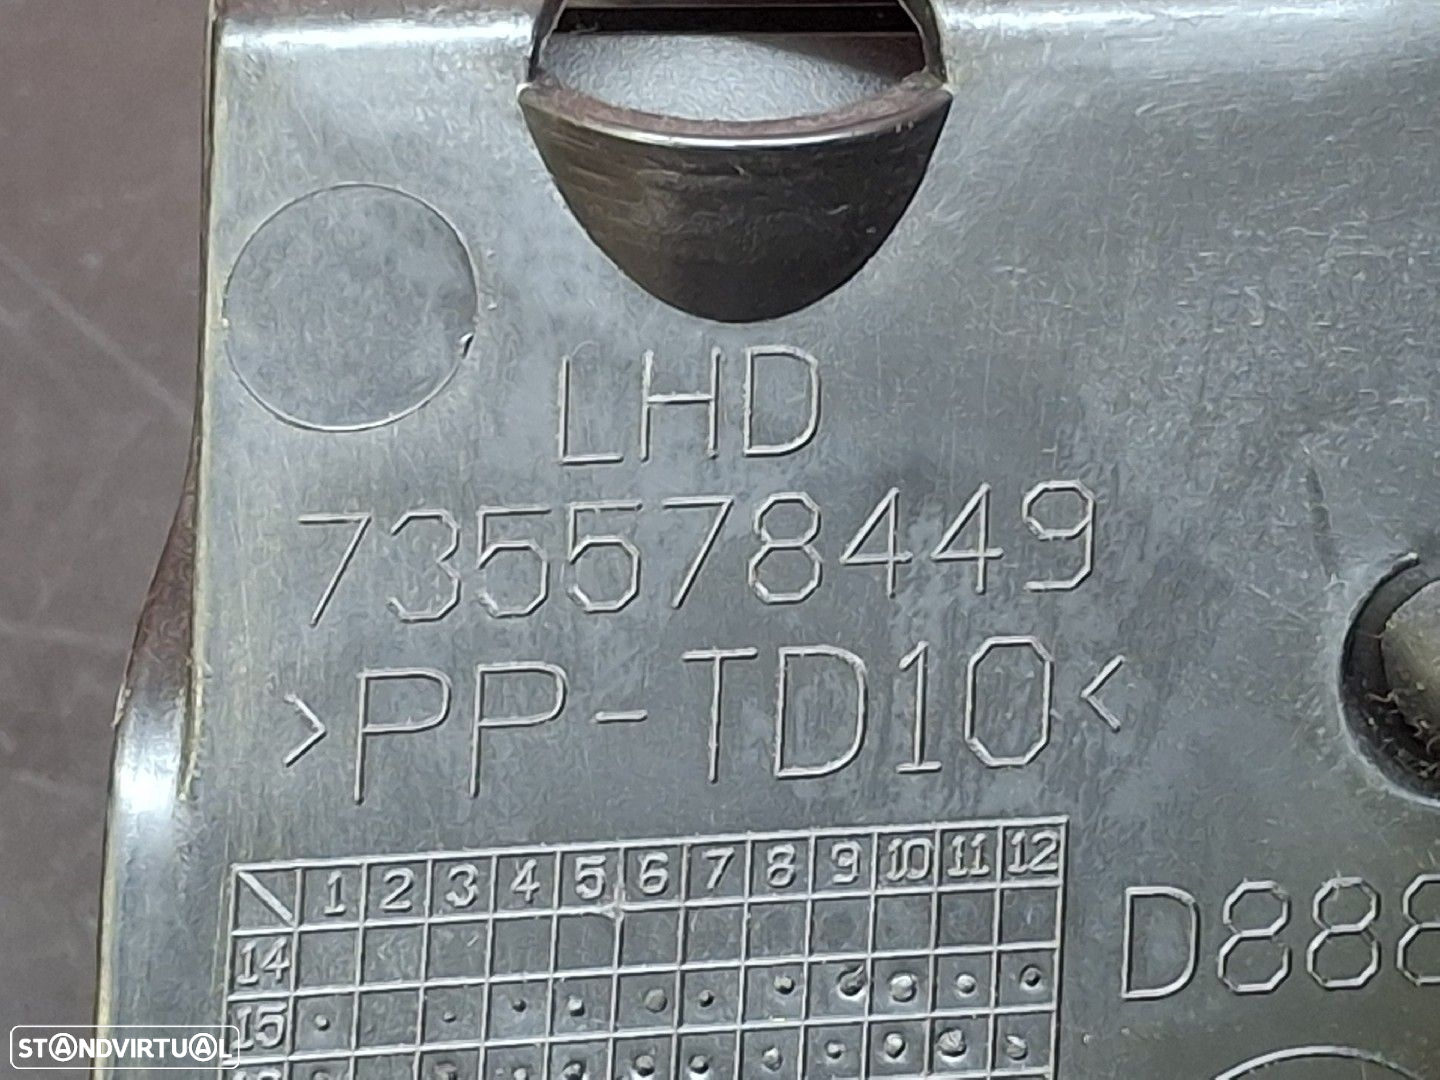 LHD
735578449
>PP-TD10<
1 2 3 4 5 6 7 8 9 10 11 12
14
15
D888
STANDVIRTUAL